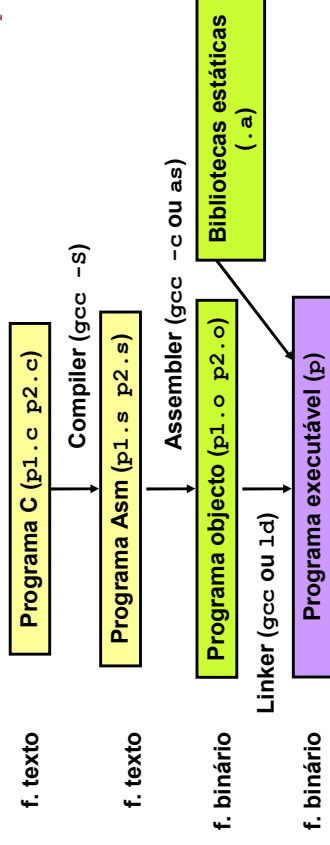 f. texto
Programa C (p1.c p2.c)
Compiler (gcc -S)
f. texto
Programa Asm (p1.s p2.s)
Assembler (gcc -c ou as)
f. binário
Programa objecto (p1.o p2.o)
Bibliotecas estáticas
(.a)
Linker (gcc ou ld)
f. binário
Programa executável (p)